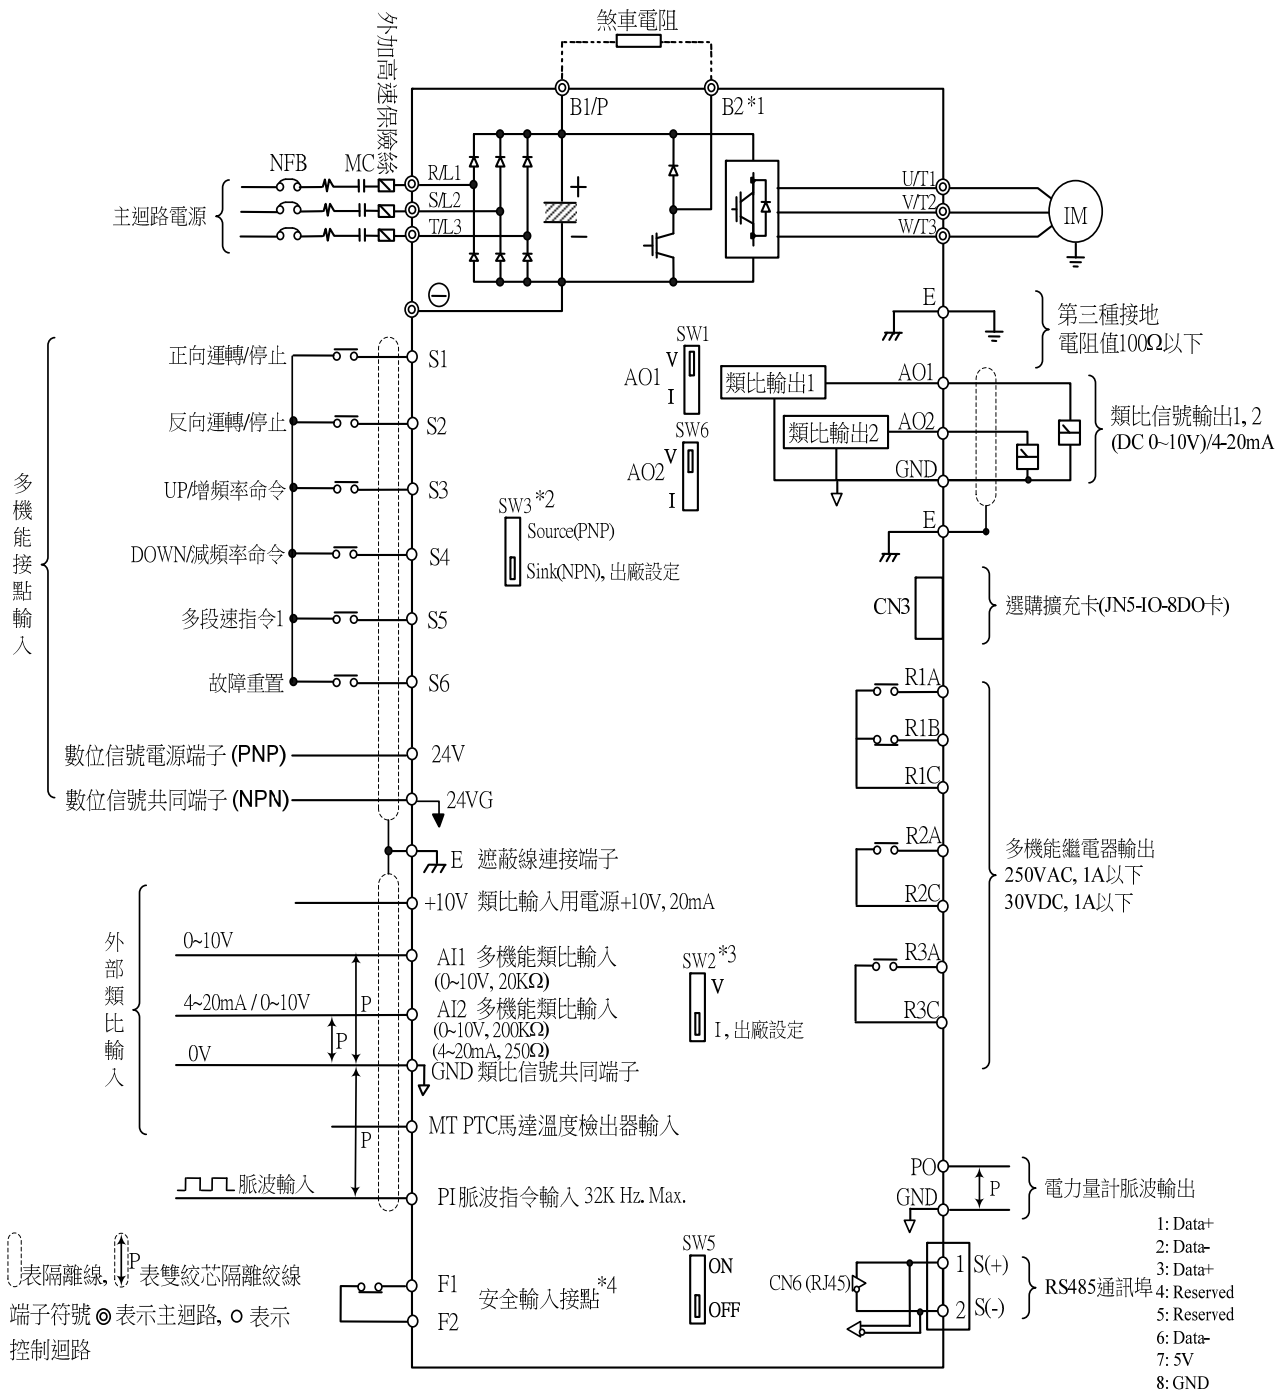 煞車電阻
外加高速保險絲
B1/P
B2 *1
NFB
MC
R/L1
S/L2
T/L3
主迴路電源
+
−
U/T1
V/T2
W/T3
IM
E
第三種接地
電阻值100Ω以下
SW1
V
AO1
I
類比輸出1
AO1
SW6
V
AO2
I
類比輸出2
AO2
GND
類比信號輸出1, 2
(DC 0~10V)/4-20mA
E
多機能接點輸入
正向運轉/停止
S1
反向運轉/停止
S2
UP/增頻率命令
S3
DOWN/減頻率命令
S4
多段速指令1
S5
故障重置
S6
SW3 *2
Source(PNP)
Sink(NPN), 出廠設定
CN3
選購擴充卡(JN5-IO-8DO卡)
數位信號電源端子 (PNP)
24V
數位信號共同端子 (NPN)
24VG
E 遮蔽線連接端子
R1A
R1B
R1C
R2A
R2C
R3A
R3C
多機能繼電器輸出
250VAC, 1A以下
30VDC, 1A以下
外部類比輸入
+10V 類比輸入用電源+10V, 20mA
0~10V
AI1 多機能類比輸入
(0~10V, 20KΩ)
4~20mA / 0~10V
P
AI2 多機能類比輸入
(0~10V, 200KΩ)
(4~20mA, 250Ω)
P
0V
GND 類比信號共同端子
SW2 *3
V
I , 出廠設定
MT PTC馬達溫度檢出器輸入
P
脈波輸入
PI 脈波指令輸入 32K Hz. Max.
PO
GND
P
電力量計脈波輸出
表隔離線,
P
表雙絞芯隔離絞線
端子符號
表示主迴路,
表示
控制迴路
F1
F2
安全輸入接點*4
SW5
ON
OFF
CN6 (RJ45)
1
S(+)
2
S(-)
RS485通訊埠
1: Data+
2: Data-
3: Data+
4: Reserved
5: Reserved
6: Data-
7: 5V
8: GND